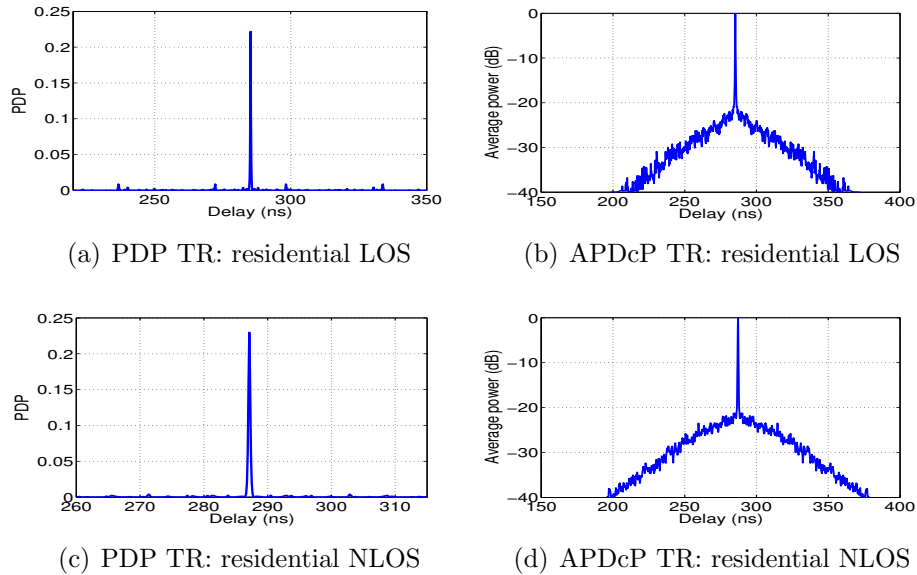 0.25
0.2
0.15
0.1
0.05
0
PDP
250 300 350
Delay (ns)
(a) PDP TR: residential LOS
0
−10
−20
−30
−40
Average power (dB)
150 200 250 300 350 400
Delay (ns)
(b) APDcP TR: residential LOS
0.25
0.2
0.15
0.1
0.05
0
PDP
260 270 280 290 300 310
Delay (ns)
(c) PDP TR: residential NLOS
0
−10
−20
−30
−40
Average power (dB)
150 200 250 300 350 400
Delay (ns)
(d) APDcP TR: residential NLOS